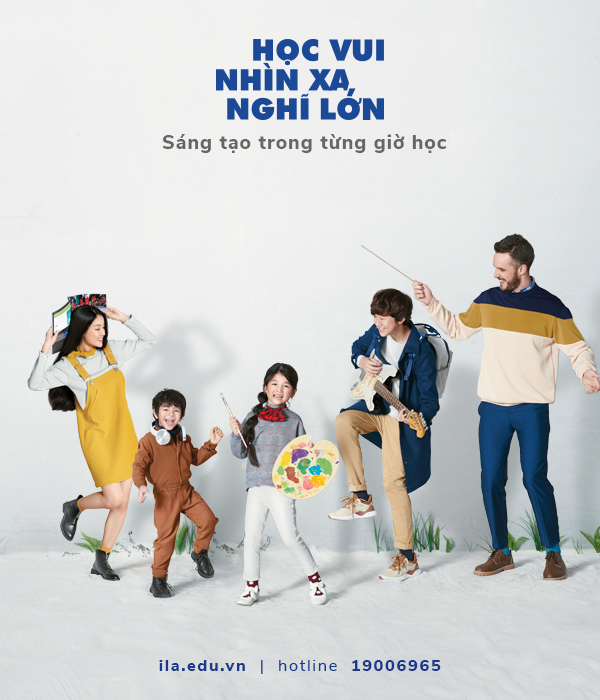 HỌC VUI
NHÌN XA,
NGHĨ LỚN
Sáng tạo trong từng giờ học
ila.edu.vn | hotline 19006965